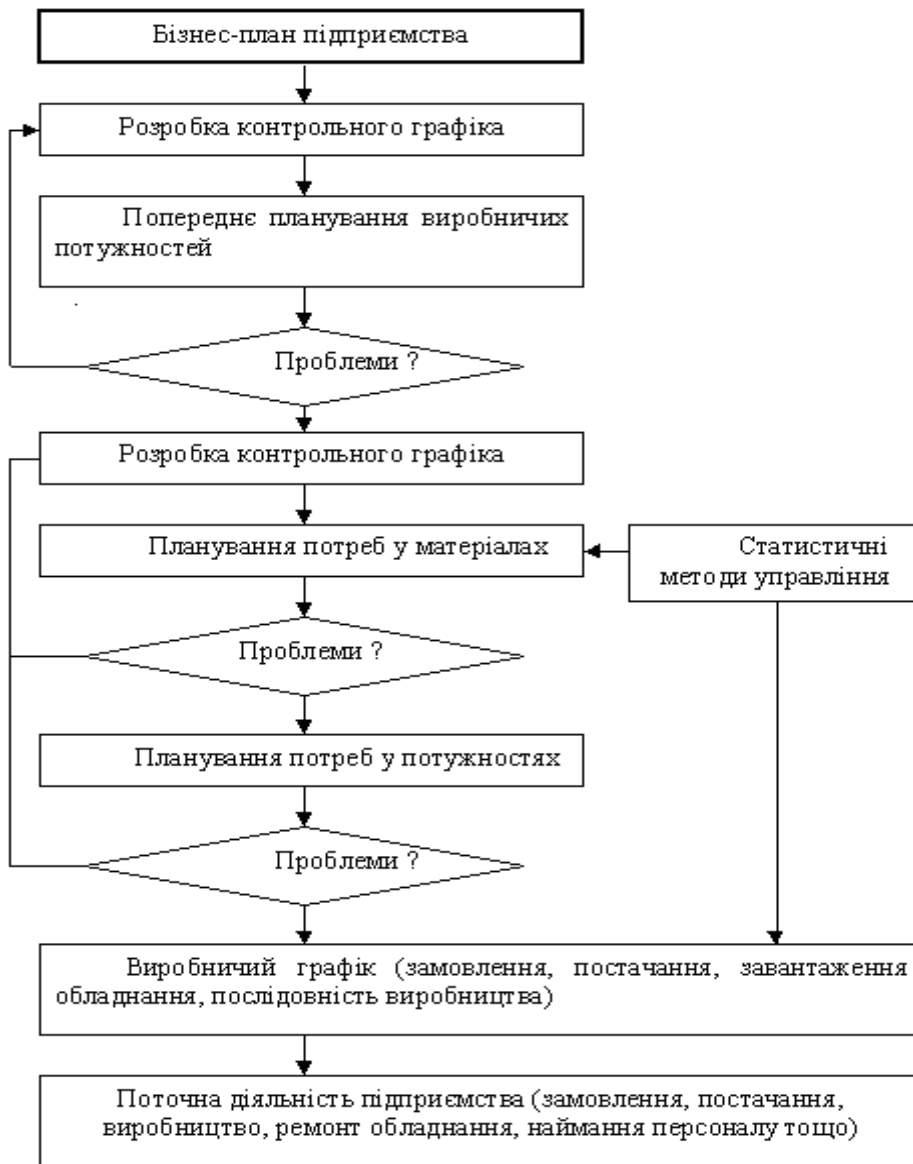 Бізнес-план підприємства
Розробка контрольного графіка
Попереднє планування виробничих
потужностей
Проблеми ?
Розробка контрольного графіка
Планування потреб у матеріалах
Статистичні
методи управління
Проблеми ?
Планування потреб у потужностях
Проблеми ?
Виробничий графік (замовлення, постачання, завантаження
обладнання, послідовність виробництва)
Поточна діяльність підприємства (замовлення, постачання,
виробництво, ремонт обладнання, наймання персоналу тощо)